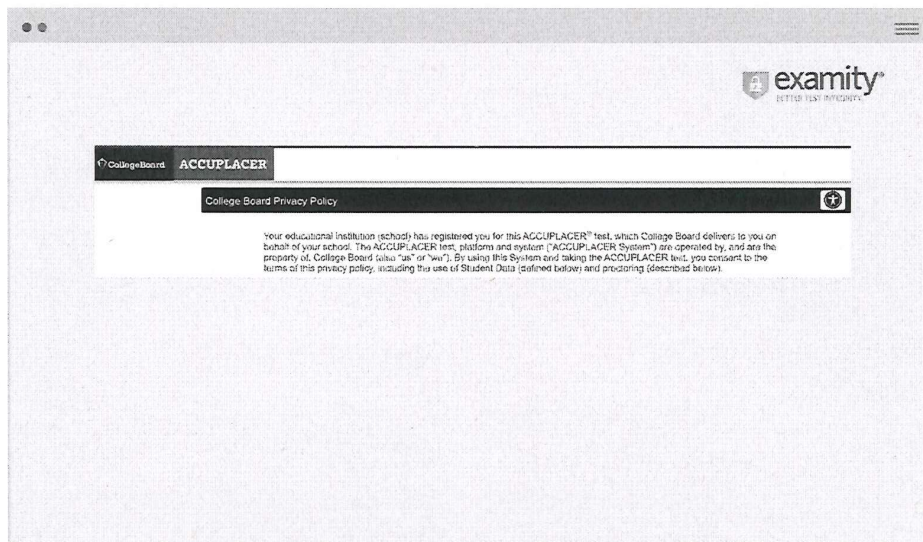 examity®
BETTER TEST INTEGRITY
CollegeBoard ACCUPLACER
College Board Privacy Policy
Your educational institution (school) has registered you for this ACCUPLACER® test, which College Board delivers to you on
behalf of your school. The ACCUPLACER test, platform and system ("ACCUPLACER System") are operated by, and are the
property of, College Board (also "us" or "we"). By using this System and taking the ACCUPLACER test, you consent to the
terms of this privacy policy, including the use of Student Data (defined below) and proctoring (described below).